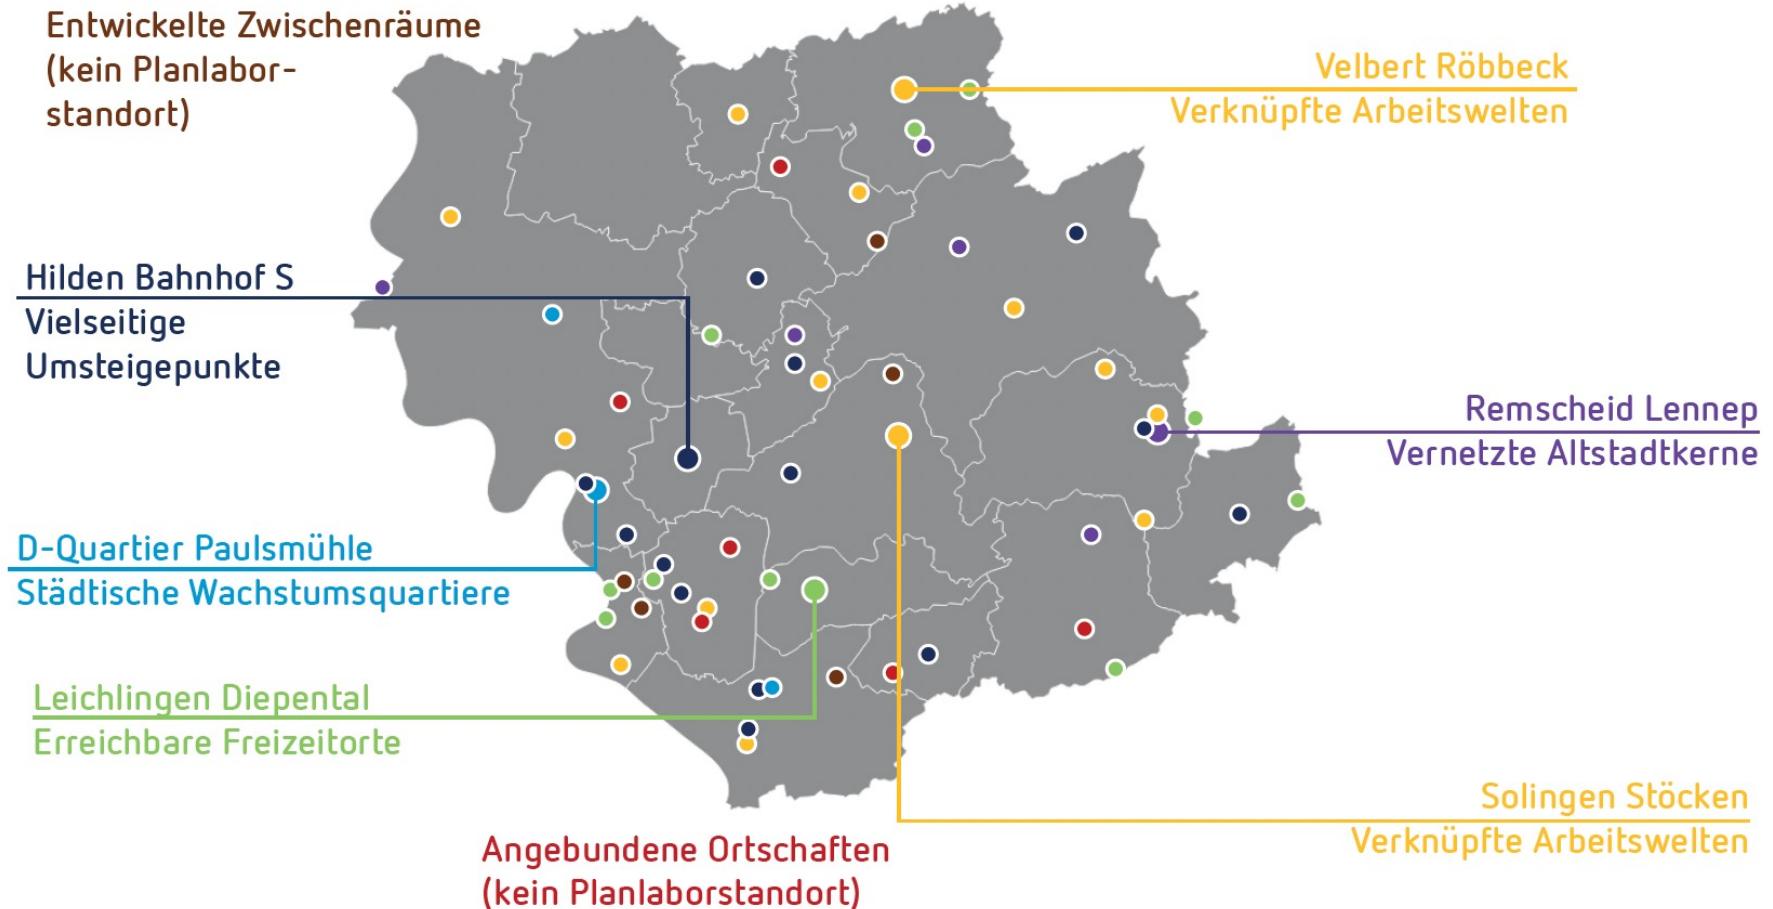 Entwickelte Zwischenräume
(kein Planlabor-
standort)
Velbert Röbbeck
Verknüpfte Arbeitswelten
Hilden Bahnhof S
Vielseitige
Umsteigepunkte
Remscheid Lennep
Vernetzte Altstadtkerne
D-Quartier Paulsmühle
Städtische Wachstumsquartiere
Leichlingen Diepental
Erreichbare Freizeitorte
Solingen Stöcken
Verknüpfte Arbeitswelten
Angebundene Ortschaften
(kein Planlaborstandort)